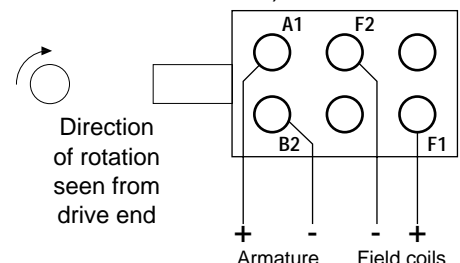 A1 F2
B2 F1
Direction
of rotation
seen from
drive end
+ - - +
Armature Field coils